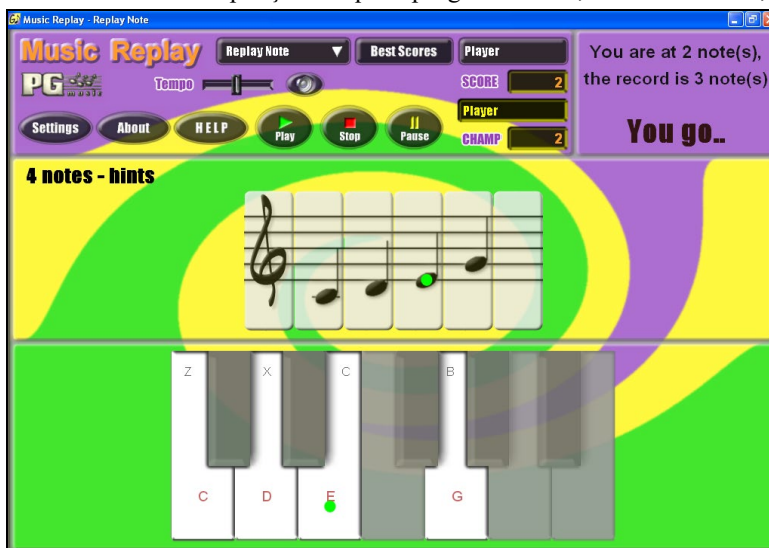 Music Replay - Replay Note
Music Replay
Replay Note
Best Scores
Player
You are at 2 note(s),
the record is 3 note(s)
PG music
Tempo
SCORE 2
Player
You go..
Settings
About
HELP
Play
Stop
Pause
CHAMP 2
4 notes - hints
Z X C B
C D E G